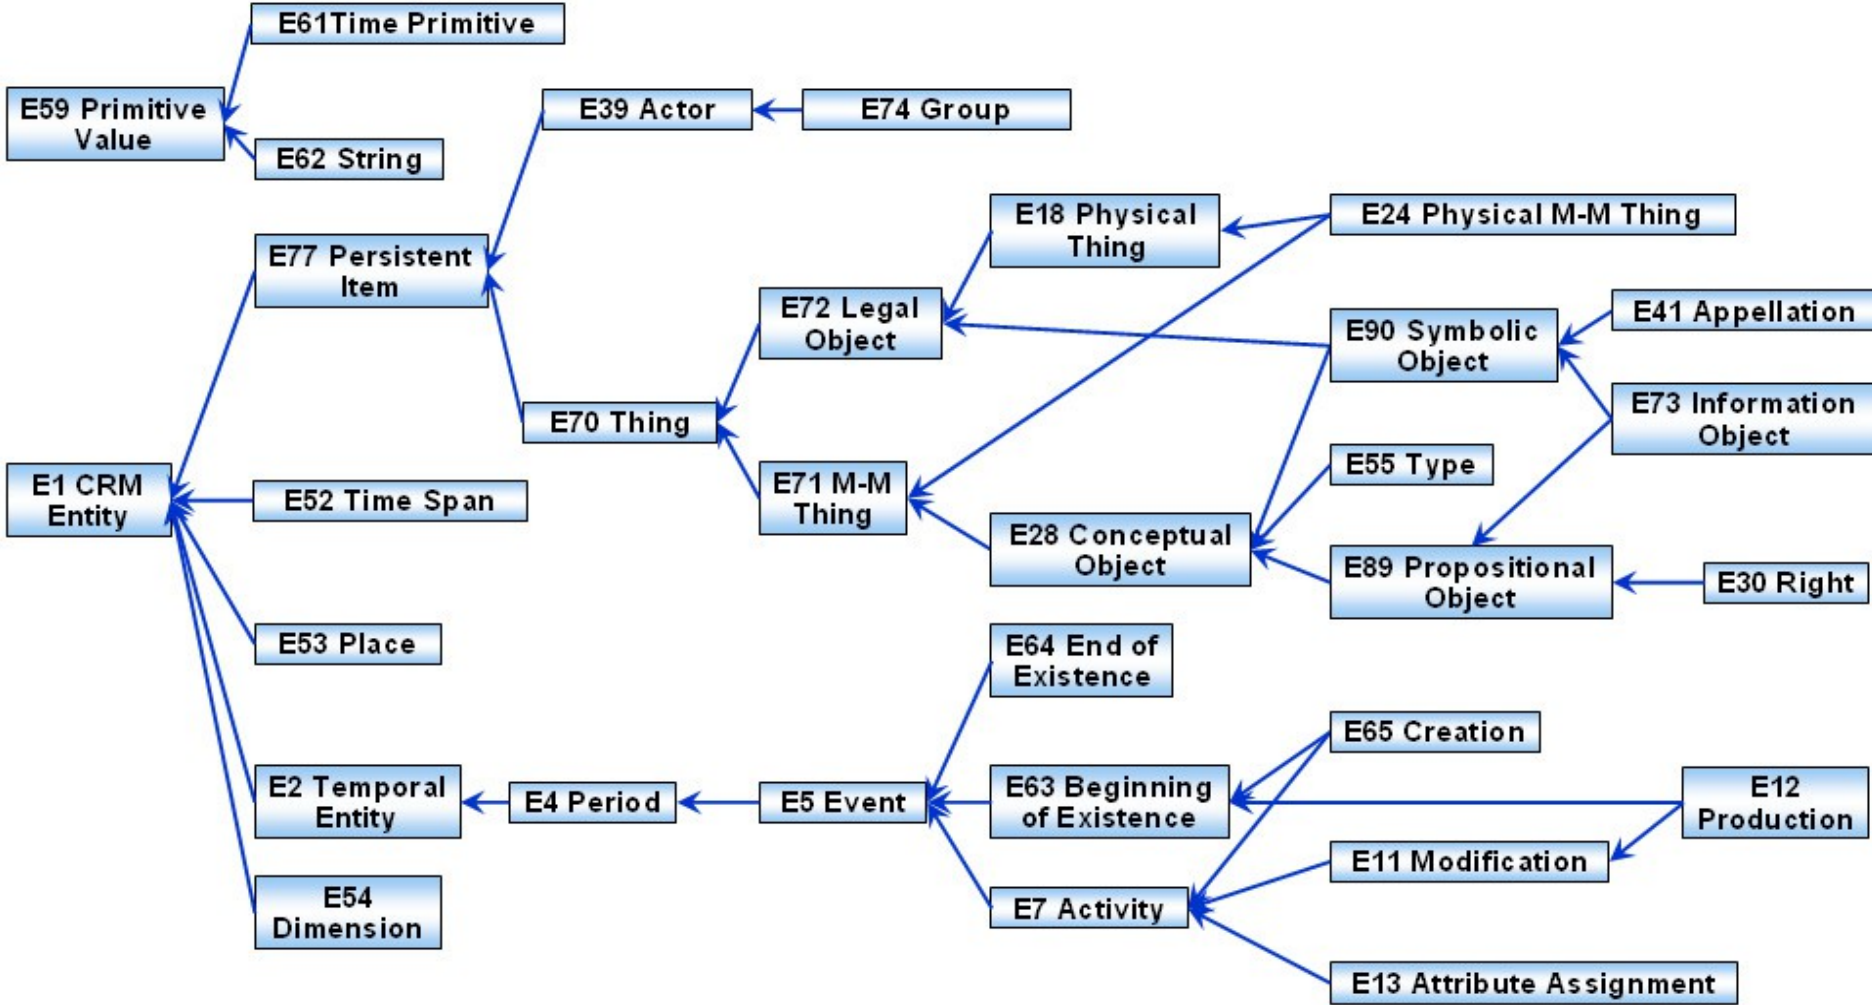 E61Time Primitive
E59 Primitive
Value
E62 String
E39 Actor
E74 Group
E18 Physical
Thing
E24 Physical M-M Thing
E77 Persistent
Item
E72 Legal
Object
E90 Symbolic
Object
E41 Appellation
E73 Information
Object
E70 Thing
E71 M-M
Thing
E55 Type
E1 CRM
Entity
E52 Time Span
E28 Conceptual
Object
E89 Propositional
Object
E30 Right
E53 Place
E64 End of
Existence
E65 Creation
E2 Temporal
Entity
E4 Period
E5 Event
E63 Beginning
of Existence
E12
Production
E11 Modification
E54
Dimension
E7 Activity
E13 Attribute Assignment